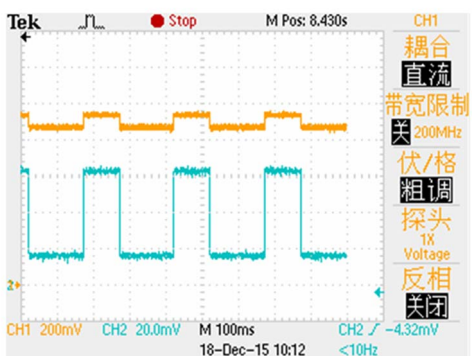 Tek Stop M Pos: 8.430s CH1
耦合
直流
带宽限制
关 200MHz
伏/格
粗调
探头
1X
Voltage
反相
关闭
2
CH1 200mV CH2 20.0mV M 100ms CH2 -4.32mV
18-Dec-15 10:12 <10Hz